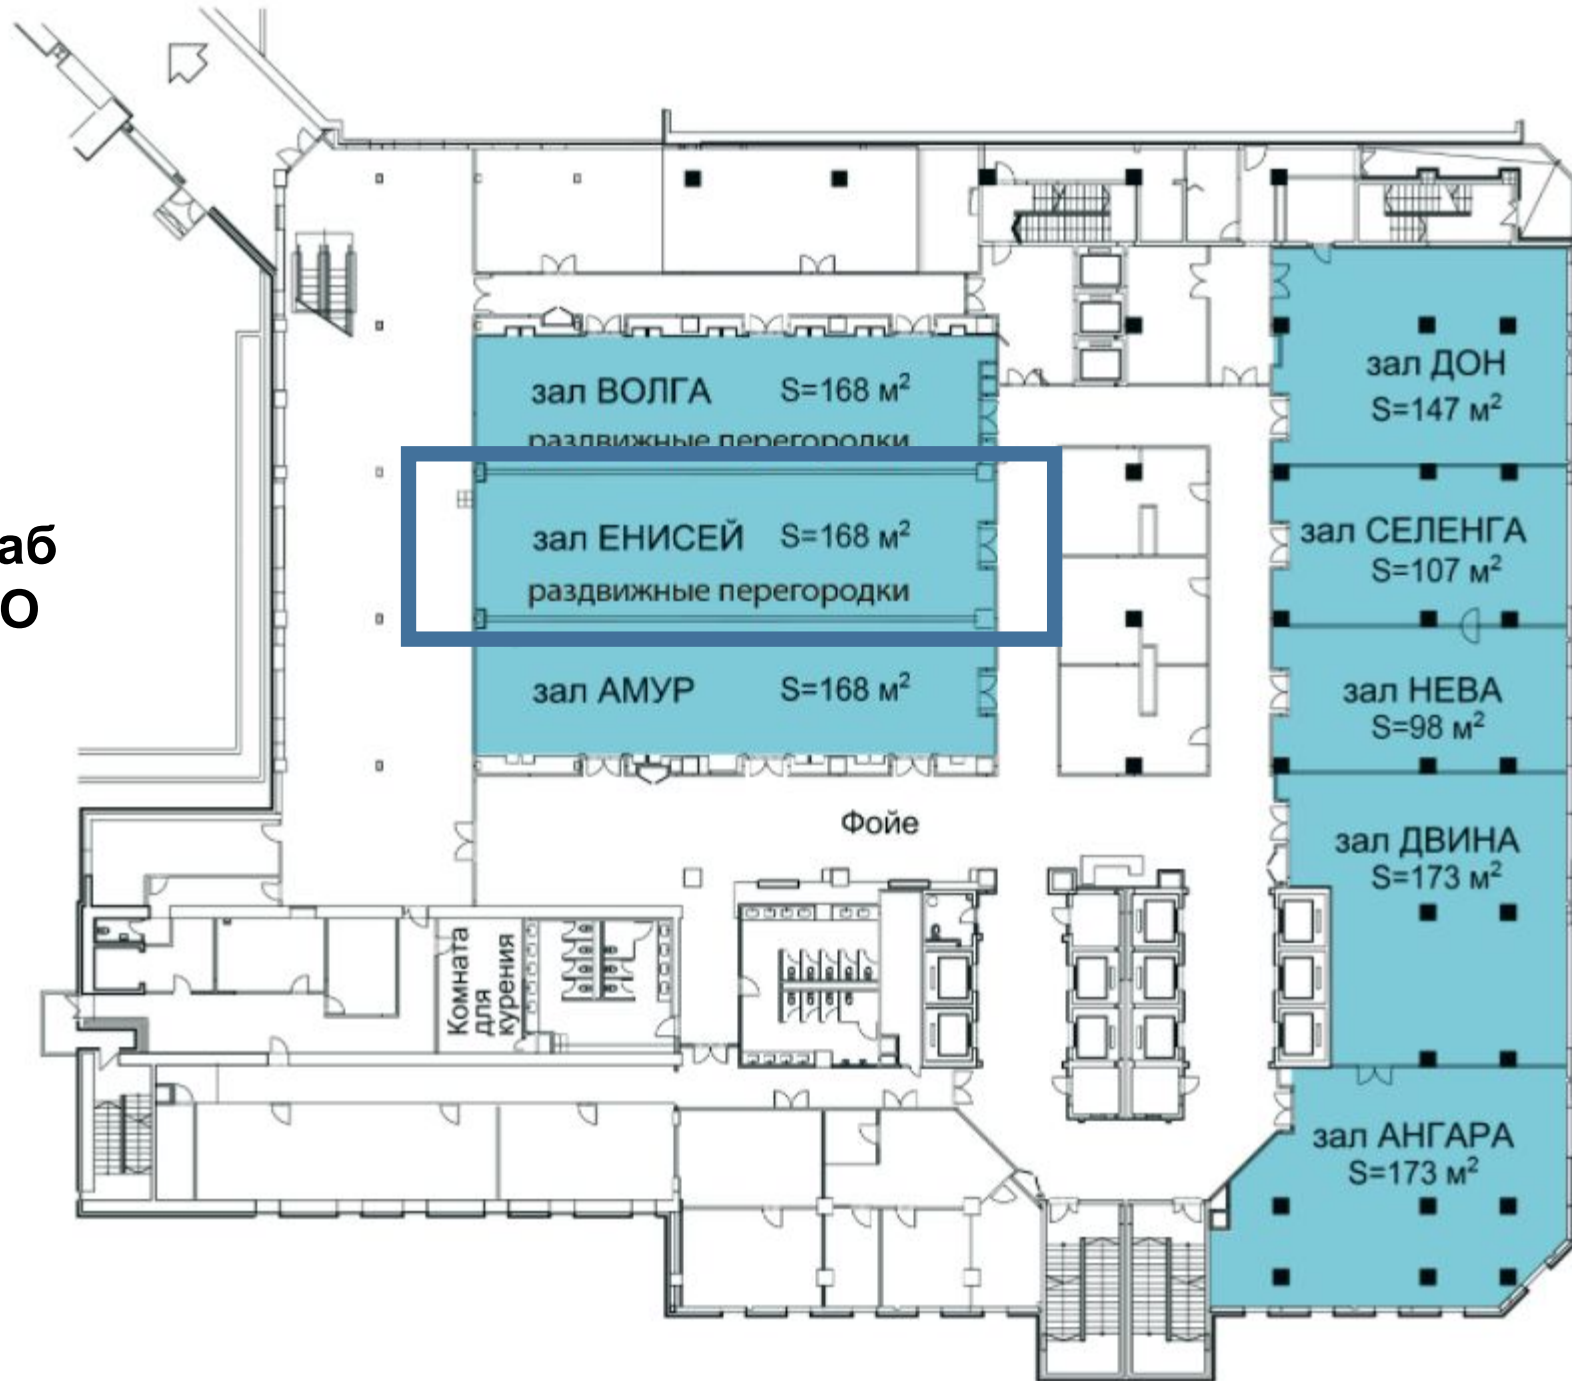 зал ВОЛГА S=168 м²
раздвижные перегородки
зал ЕНИСЕЙ S=168 м²
раздвижные перегородки
зал АМУР S=168 м²
аб
О
зал ДОН
S=147 м²
зал СЕЛЕНГА
S=107 м²
зал НЕВА
S=98 м²
зал ДВИНА
S=173 м²
зал АНГАРА
S=173 м²
Фойе
Комната
для
курения